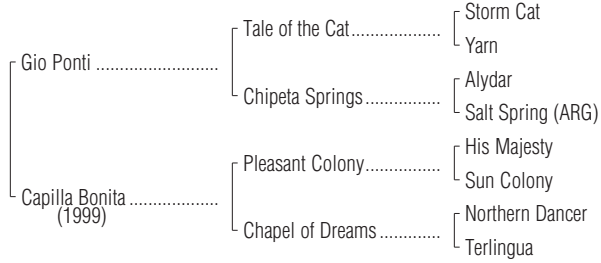 Storm Cat
Tale of the Cat....................
Yarn
Gio Ponti ..........................
Alydar
Chipeta Springs................
Salt Spring (ARG)
His Majesty
Pleasant Colony................
Sun Colony
Capilla Bonita ...................
(1999)
Northern Dancer
Chapel of Dreams.............
Terlingua